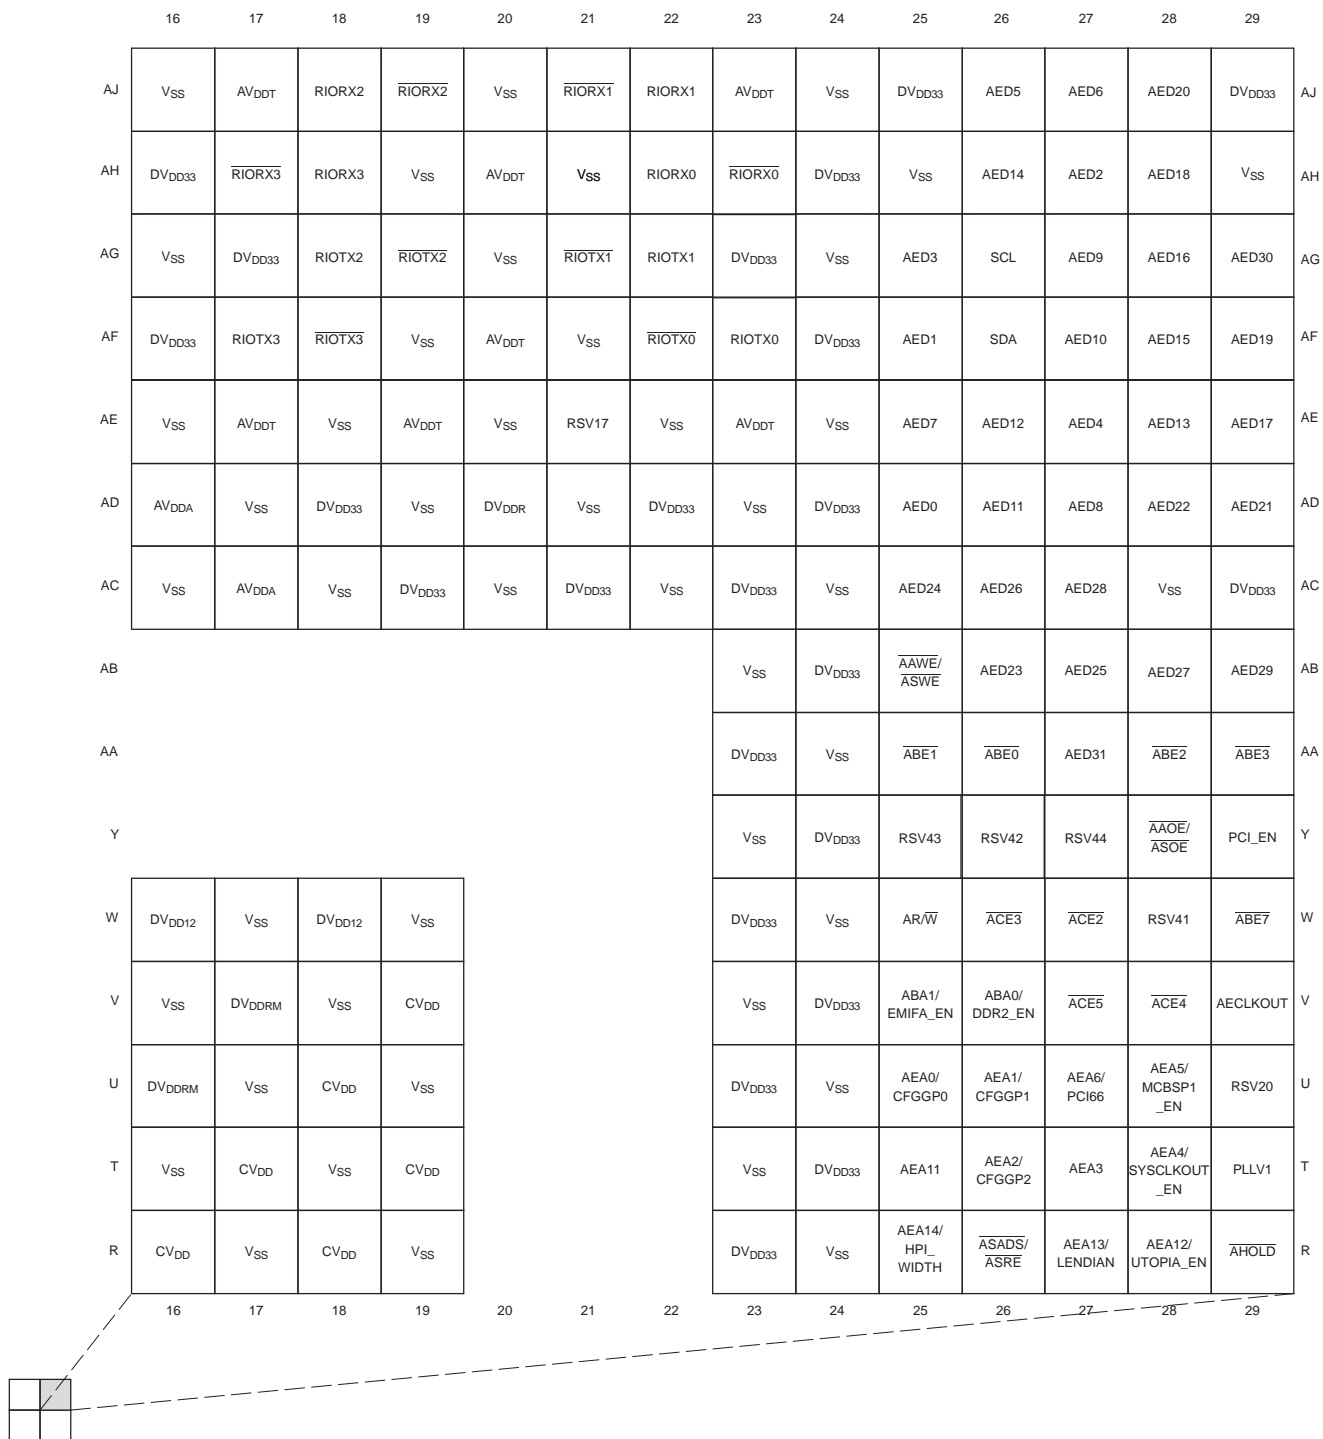 16 17 18 19 20 21 22 23 24 25 26 27 28 29
AJ VSS AVDDT RIORX2 RIORX2 VSS RIORX1 RIORX1 AVDDT VSS DVDD33 AED5 AED6 AED20 DVDD33 AJ
AH DVDD33 RIORX3 RIORX3 VSS AVDDT VSS RIORX0 RIORX0 DVDD33 VSS AED14 AED2 AED18 VSS AH
AG VSS DVDD33 RIOTX2 RIOTX2 VSS RIOTX1 RIOTX1 DVDD33 VSS AED3 SCL AED9 AED16 AED30 AG
AF DVDD33 RIOTX3 RIOTX3 VSS AVDDT VSS RIOTX0 RIOTX0 DVDD33 AED1 SDA AED10 AED15 AED19 AF
AE VSS AVDDT VSS AVDDT VSS RSV17 VSS AVDDT VSS AED7 AED12 AED4 AED13 AED17 AE
AD AVDDA VSS DVDD33 VSS DVDDR VSS DVDD33 VSS DVDD33 AED0 AED11 AED8 AED22 AED21 AD
AC VSS AVDDA VSS DVDD33 VSS DVDD33 VSS DVDD33 VSS AED24 AED26 AED28 VSS DVDD33 AC
AB VSS DVDD33 AAWE/ ASWE AED23 AED25 AED27 AED29 AB
AA DVDD33 VSS ABE1 ABE0 AED31 ABE2 ABE3 AA
Y VSS DVDD33 RSV43 RSV42 RSV44 AAOE/ ASOE PCI_EN Y
W DVDD12 VSS DVDD12 VSS DVDD33 VSS AR/W ACE3 ACE2 RSV41 ABE7 W
V VSS DVDDRM VSS CVDD VSS DVDD33 ABA1/ EMIFA_EN ABA0/ DDR2_EN ACE5 ACE4 AECLKOUT V
U DVDDRM VSS CVDD VSS DVDD33 VSS AEA0/ CFGGP0 AEA1/ CFGGP1 AEA6/ PCI66 AEA5/ MCBSP1 _EN RSV20 U
T VSS CVDD VSS CVDD VSS DVDD33 AEA11 AEA2/ CFGGP2 AEA3 AEA4/ SYSCLKOUT _EN PLLV1 T
R CVDD VSS CVDD VSS DVDD33 VSS AEA14/ HPI_ WIDTH ASADS/ ASRE AEA13/ LENDIAN AEA12/ UTOPIA_EN AHOLD R
16 17 18 19 20 21 22 23 24 25 26 27 28 29